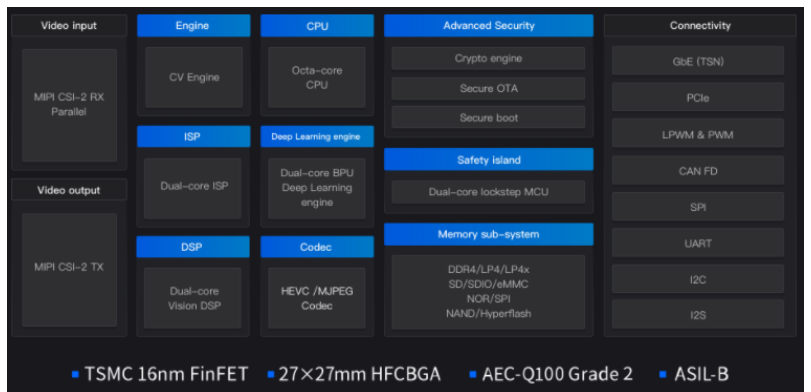 Video input
MIPI CSI-2 RX
Parallel
Video output
MIPI CSI-2 TX
Engine
CV Engine
ISP
Dual-core ISP
DSP
Dual-core
Vision DSP
CPU
Octa-core
CPU
Deep Learning engine
Dual-core BPU
Deep Learning
engine
Codec
HEVC /MJPEG
Codec
Advanced Security
Crypto engine
Secure OTA
Secure boot
Safety island
Dual-core lockstep MCU
Memory sub-system
DDR4/LP4/LP4x
SD/SDIO/eMMC
NOR/SPI
NAND/Hyperflash
Connectivity
GbE (TSN)
PCIe
LPWM & PWM
CAN FD
SPI
UART
I2C
I2S
▪ TSMC 16nm FinFET ▪ 27×27mm HFCBGA ▪ AEC-Q100 Grade 2 ▪ ASIL-B